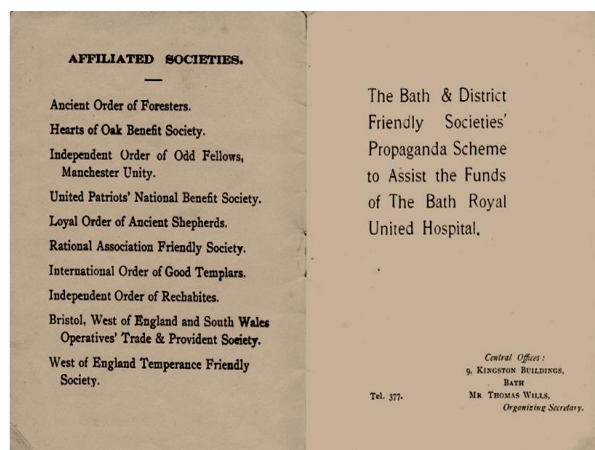 AFFILIATED SOCIETIES.
Ancient Order of Foresters.
Hearts of Oak Benefit Society.
Independent Order of Odd Fellows,
Manchester Unity.
United Patriots' National Benefit Society.
Loyal Order of Ancient Shepherds.
Rational Association Friendly Society.
International Order of Good Templars.
Independent Order of Rechabites.
Bristol, West of England and South Wales
Operatives' Trade & Provident Society.
West of England Temperance Friendly
Society.
The Bath & District
Friendly Societies'
Propaganda Scheme
to Assist the Funds
of The Bath Royal
United Hospital.
Central Offices:
9, KINGSTON BUILDINGS,
BATH
Tel. 377. MR. THOMAS WILLS,
Organizing Secretary.